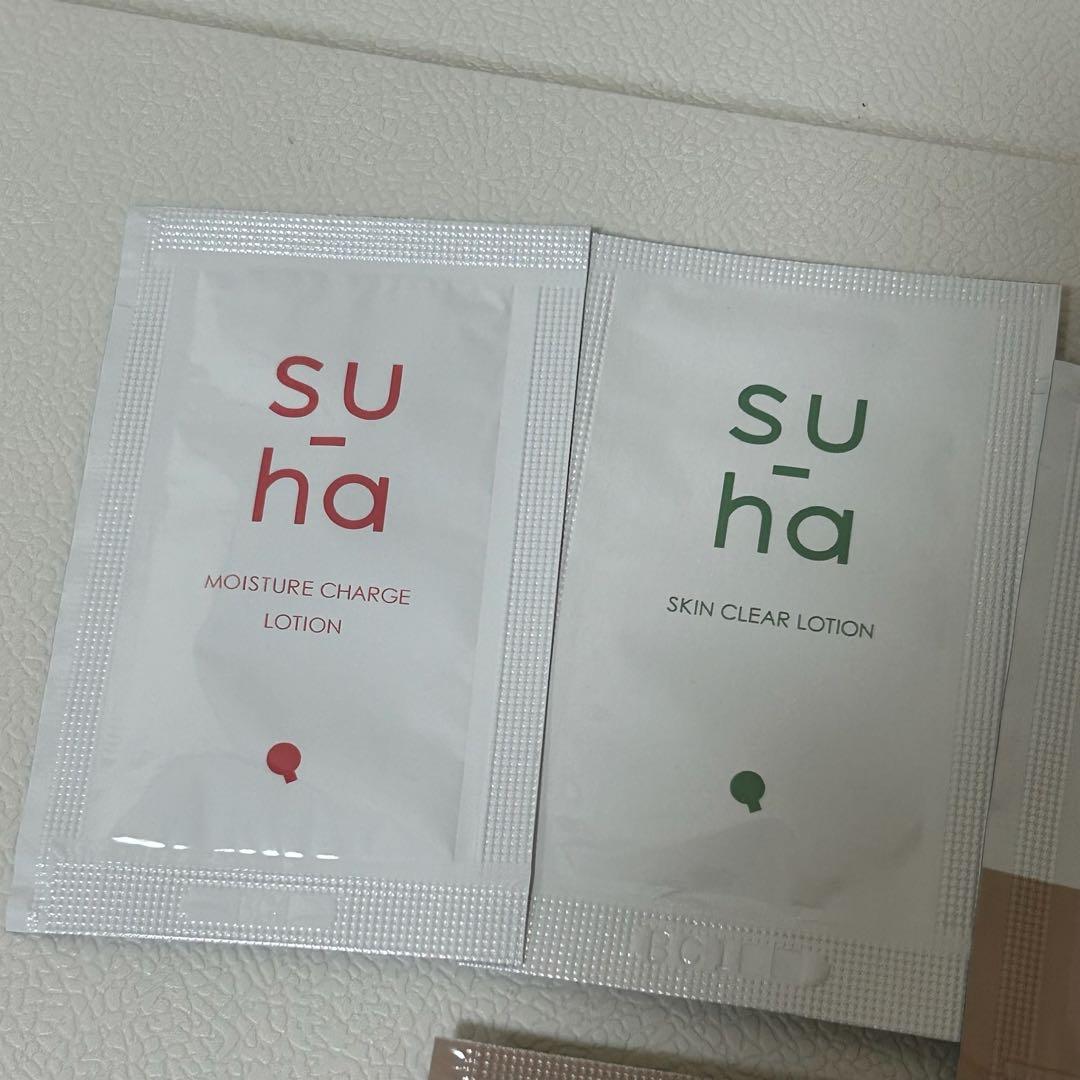 su
-
ha
MOISTURE CHARGE
LOTION
su
-
ha
SKIN CLEAR LOTION